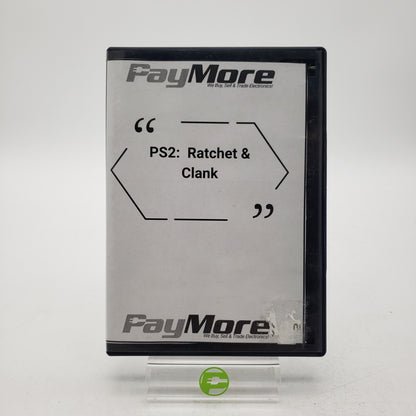 PayMore
We Buy, Sell & Trade Electronics!
“
PS2: Ratchet &
Clank
”
PayMore
We Buy, Sell & Trade Electronics!